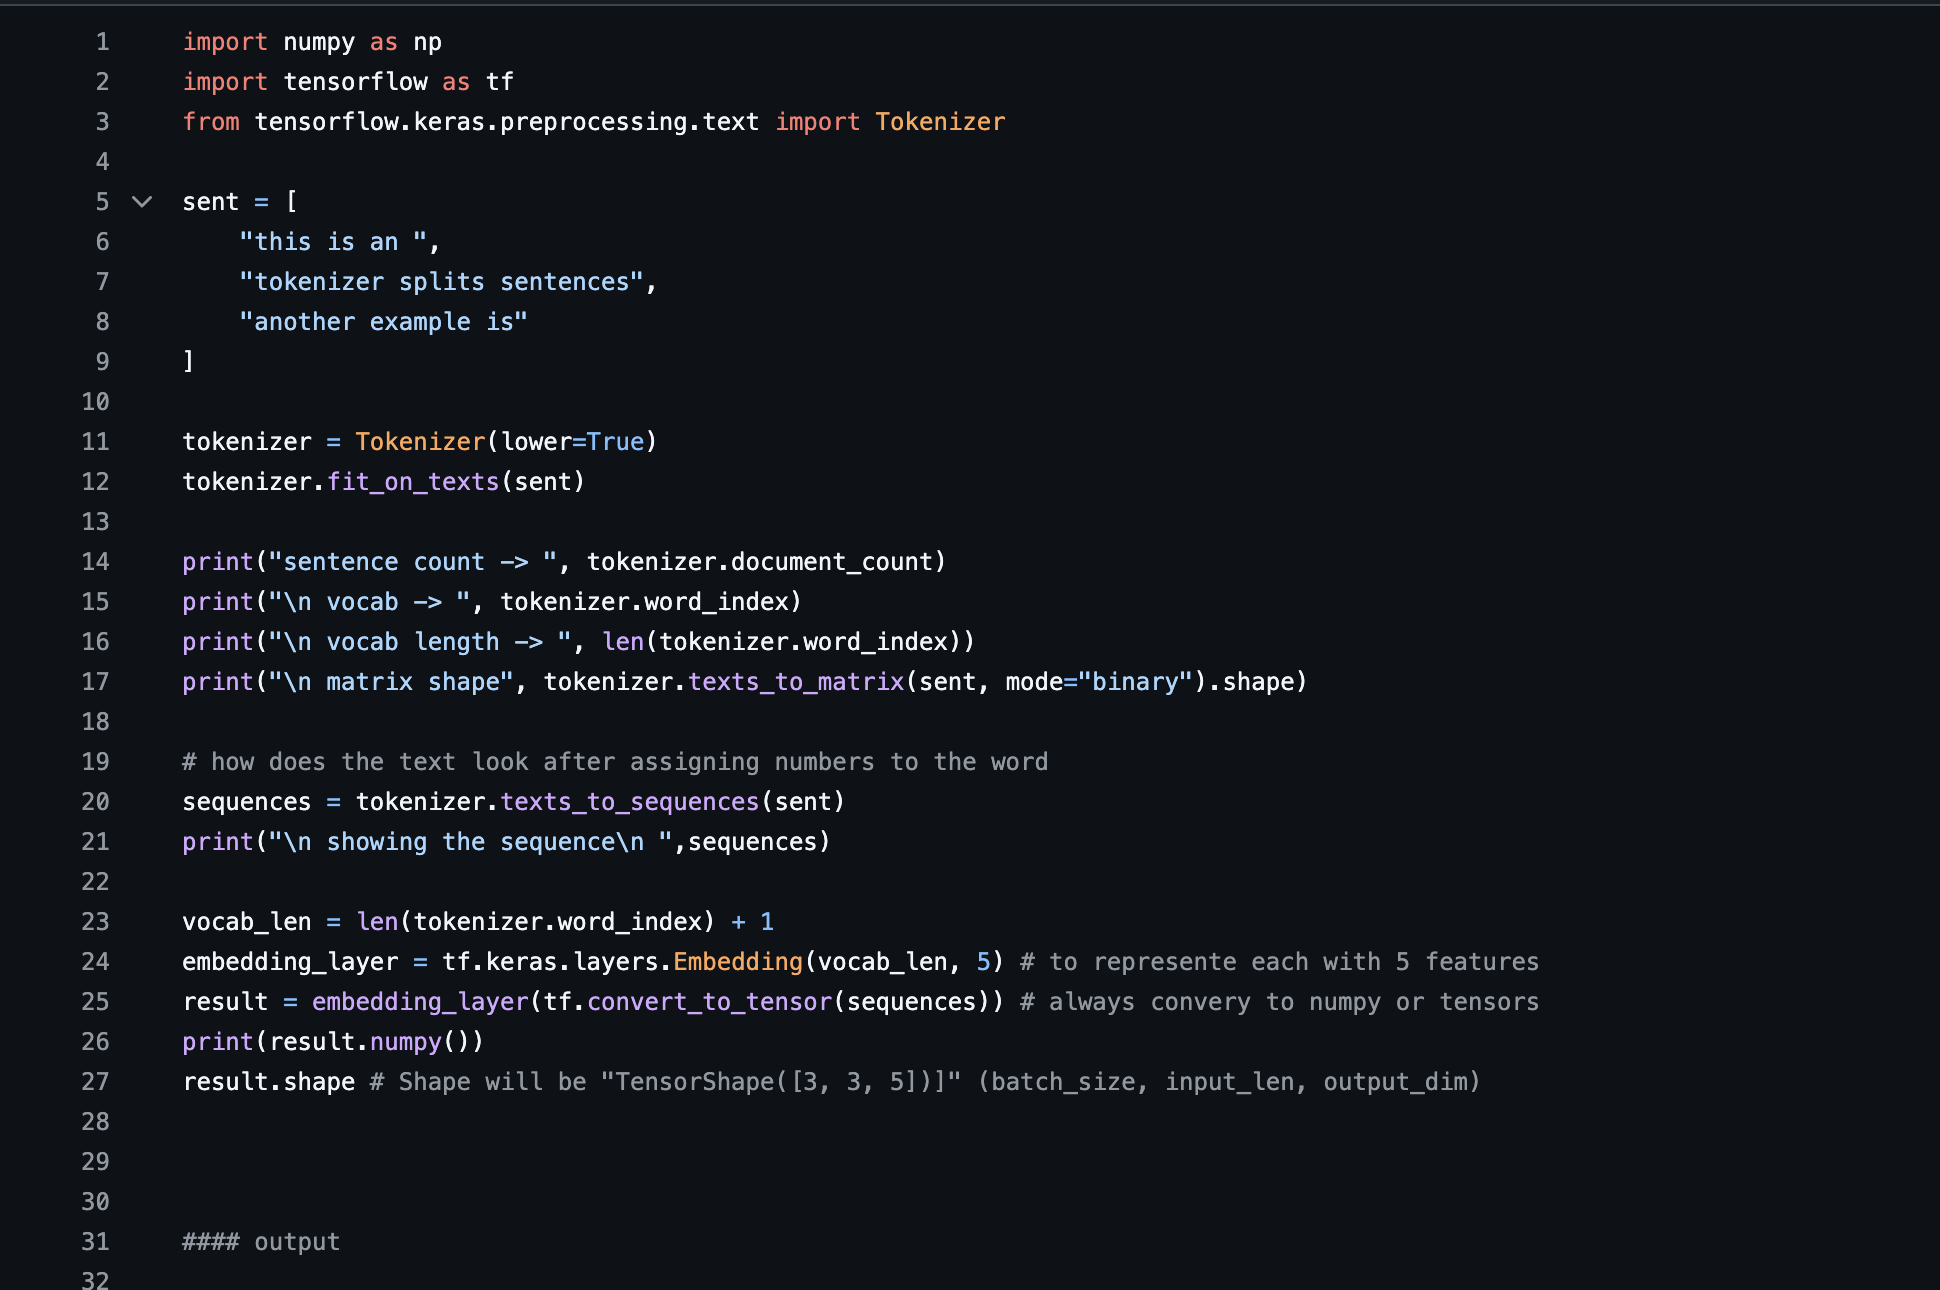 1 import numpy as np
2 import tensorflow as tf
3 from tensorflow.keras.preprocessing.text import Tokenizer
4
5 sent = [
6     "this is an ",
7     "tokenizer splits sentences",
8     "another example is"
9 ]
10
11 tokenizer = Tokenizer(lower=True)
12 tokenizer.fit_on_texts(sent)
13
14 print("sentence count -> ", tokenizer.document_count)
15 print("\n vocab -> ", tokenizer.word_index)
16 print("\n vocab length -> ", len(tokenizer.word_index))
17 print("\n matrix shape", tokenizer.texts_to_matrix(sent, mode="binary").shape)
18
19 # how does the text look after assigning numbers to the word
20 sequences = tokenizer.texts_to_sequences(sent)
21 print("\n showing the sequence\n ",sequences)
22
23 vocab_len = len(tokenizer.word_index) + 1
24 embedding_layer = tf.keras.layers.Embedding(vocab_len, 5) # to represente each with 5 features
25 result = embedding_layer(tf.convert_to_tensor(sequences)) # always convery to numpy or tensors
26 print(result.numpy())
27 result.shape # Shape will be "TensorShape([3, 3, 5])]" (batch_size, input_len, output_dim)
28
29
30
31 #### output
32